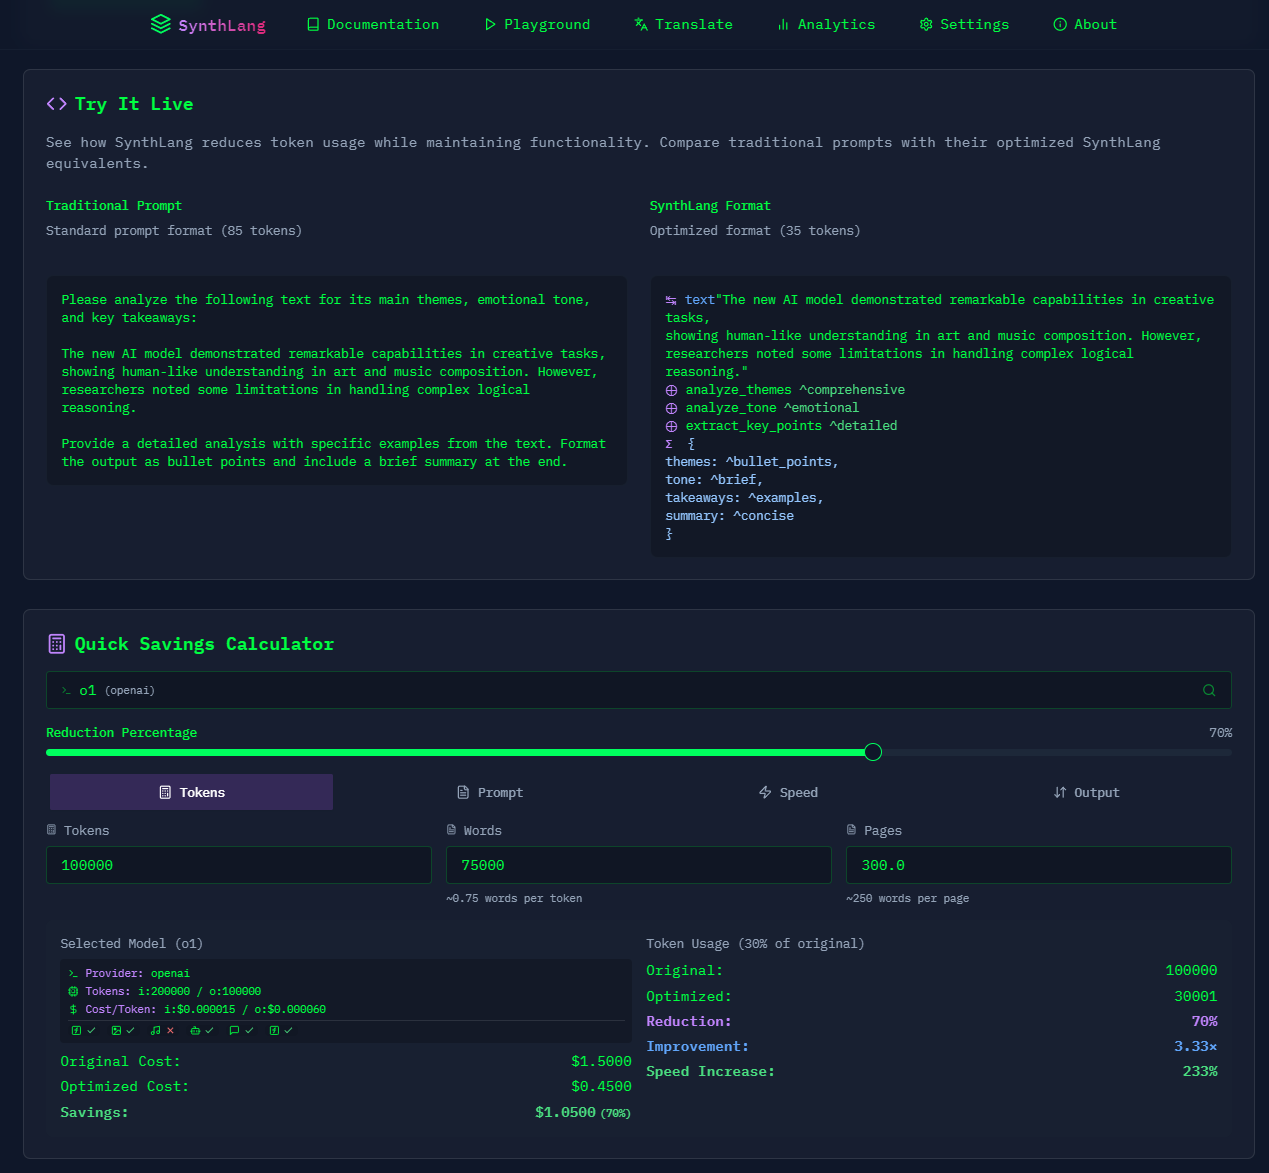 SynthLang
Documentation
Playground
Translate
Analytics
Settings
About
Try It Live
See how SynthLang reduces token usage while maintaining functionality. Compare traditional prompts with their optimized SynthLang
equivalents.
Traditional Prompt
Standard prompt format (85 tokens)
Please analyze the following text for its main themes, emotional tone,
and key takeaways:
The new AI model demonstrated remarkable capabilities in creative tasks,
showing human-like understanding in art and music composition. However,
researchers noted some limitations in handling complex logical
reasoning.
Provide a detailed analysis with specific examples from the text. Format
the output as bullet points and include a brief summary at the end.
SynthLang Format
Optimized format (35 tokens)
↹ text"The new AI model demonstrated remarkable capabilities in creative
tasks,
showing human-like understanding in art and music composition. However,
researchers noted some limitations in handling complex logical
reasoning."
⊕ analyze_themes ^comprehensive
⊕ analyze_tone ^emotional
⊕ extract_key_points ^detailed
Σ {
themes: ^bullet_points,
tone: ^brief,
takeaways: ^examples,
summary: ^concise
}
Quick Savings Calculator
>_ o1 (openai)
Reduction Percentage 70%
Tokens
Prompt
Speed
Output
Tokens
100000
Words
75000
~0.75 words per token
Pages
300.0
~250 words per page
Selected Model (o1)
>_ Provider: openai
Tokens: i:200000 / o:100000
$ Cost/Token: i:$0.000015 / o:$0.000060
Original Cost: $1.5000
Optimized Cost: $0.4500
Savings: $1.0500 (70%)
Token Usage (30% of original)
Original: 100000
Optimized: 30001
Reduction: 70%
Improvement: 3.33×
Speed Increase: 233%